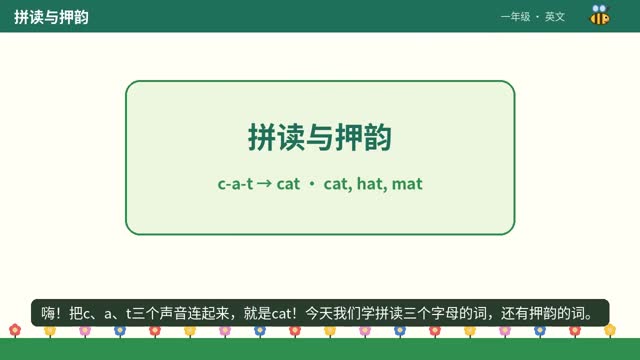 拼读与押韵
一年级 · 英文
拼读与押韵
c-a-t → cat · cat, hat, mat
嗨！把c、a、t三个声音连起来，就是cat！今天我们学拼读三个字母的词，还有押韵的词。